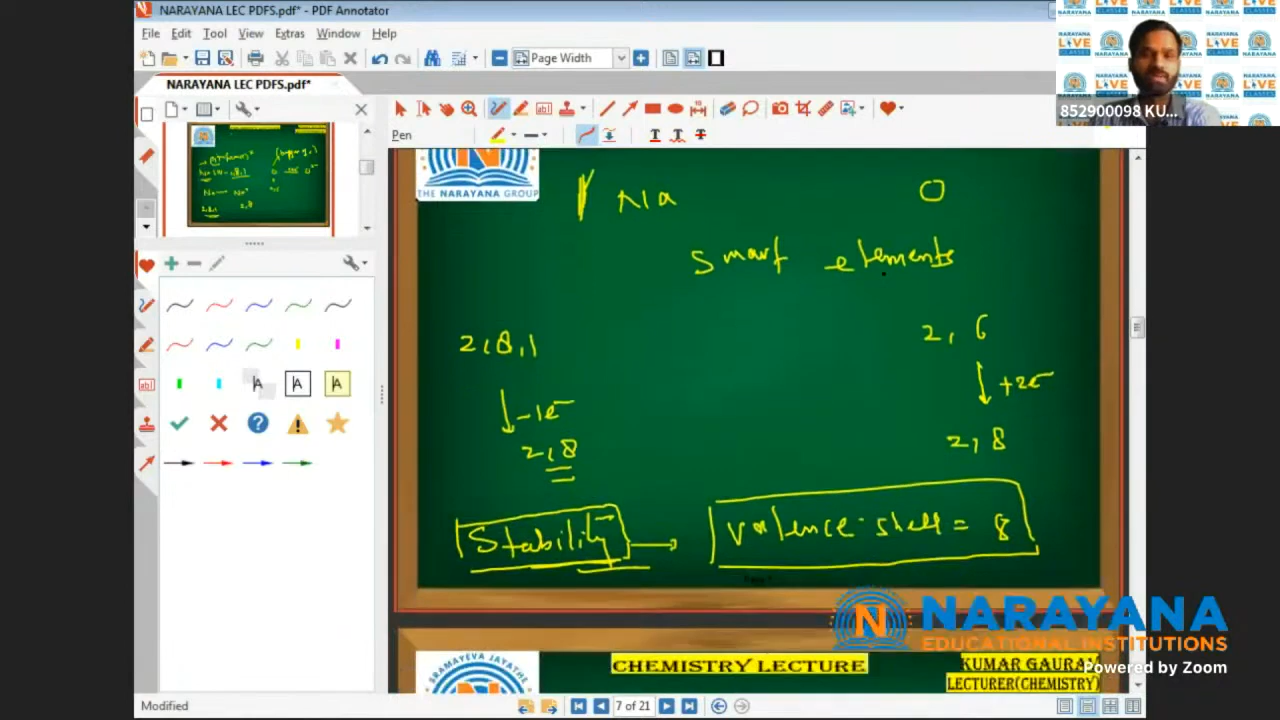 NARAYANA LEC PDFS.pdf* - PDF Annotator
File Edit Tool View Extras Window Help
Page Width
NARAYANA LEC PDFS.pdf*
Pen
852900098 KU...
THE NARAYANA GROUP
Na
O
smart elements
2,8,1
2,6
-1e-
+2e-
2,8
2,8
Stability → valence-shell = 8
NARAYANA
EDUCATIONAL INSTITUTIONS
Powered by Zoom
CHEMISTRY LECTURE
KUMAR GAURAV
LECTURER(CHEMISTRY)
Modified
7 of 21